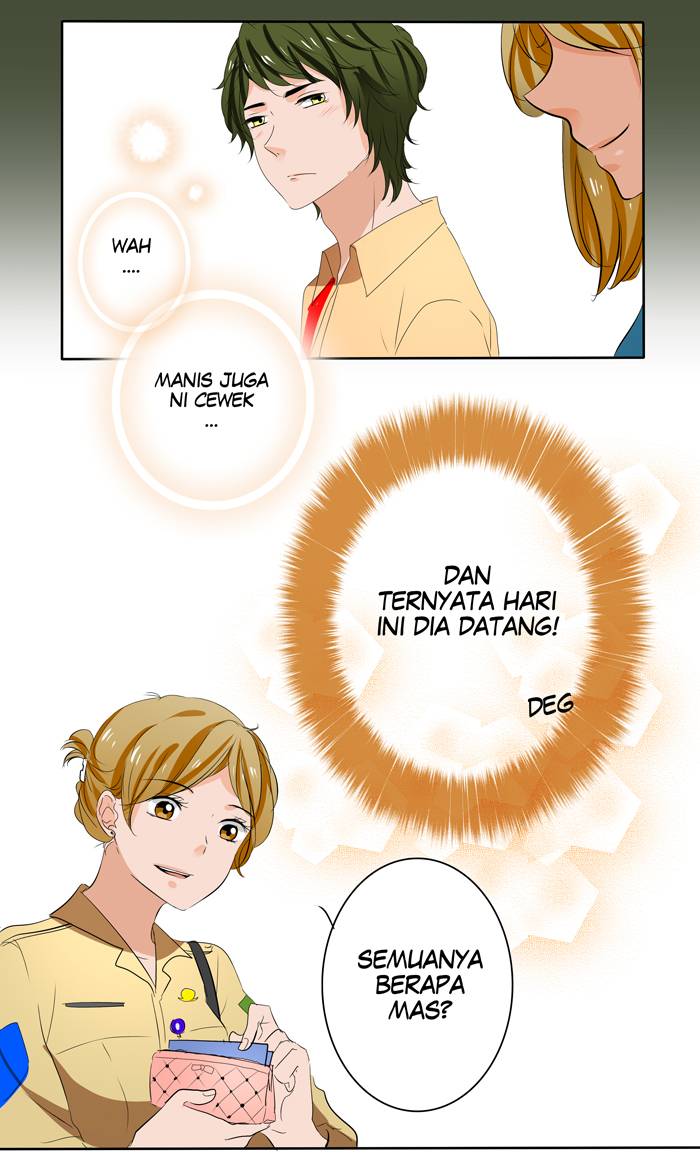 WAH
....
MANIS JUGA
NI CEWEK
...
DAN
TERNYATA HARI
INI DIA DATANG!
DEG
SEMUANYA
BERAPA
MAS?